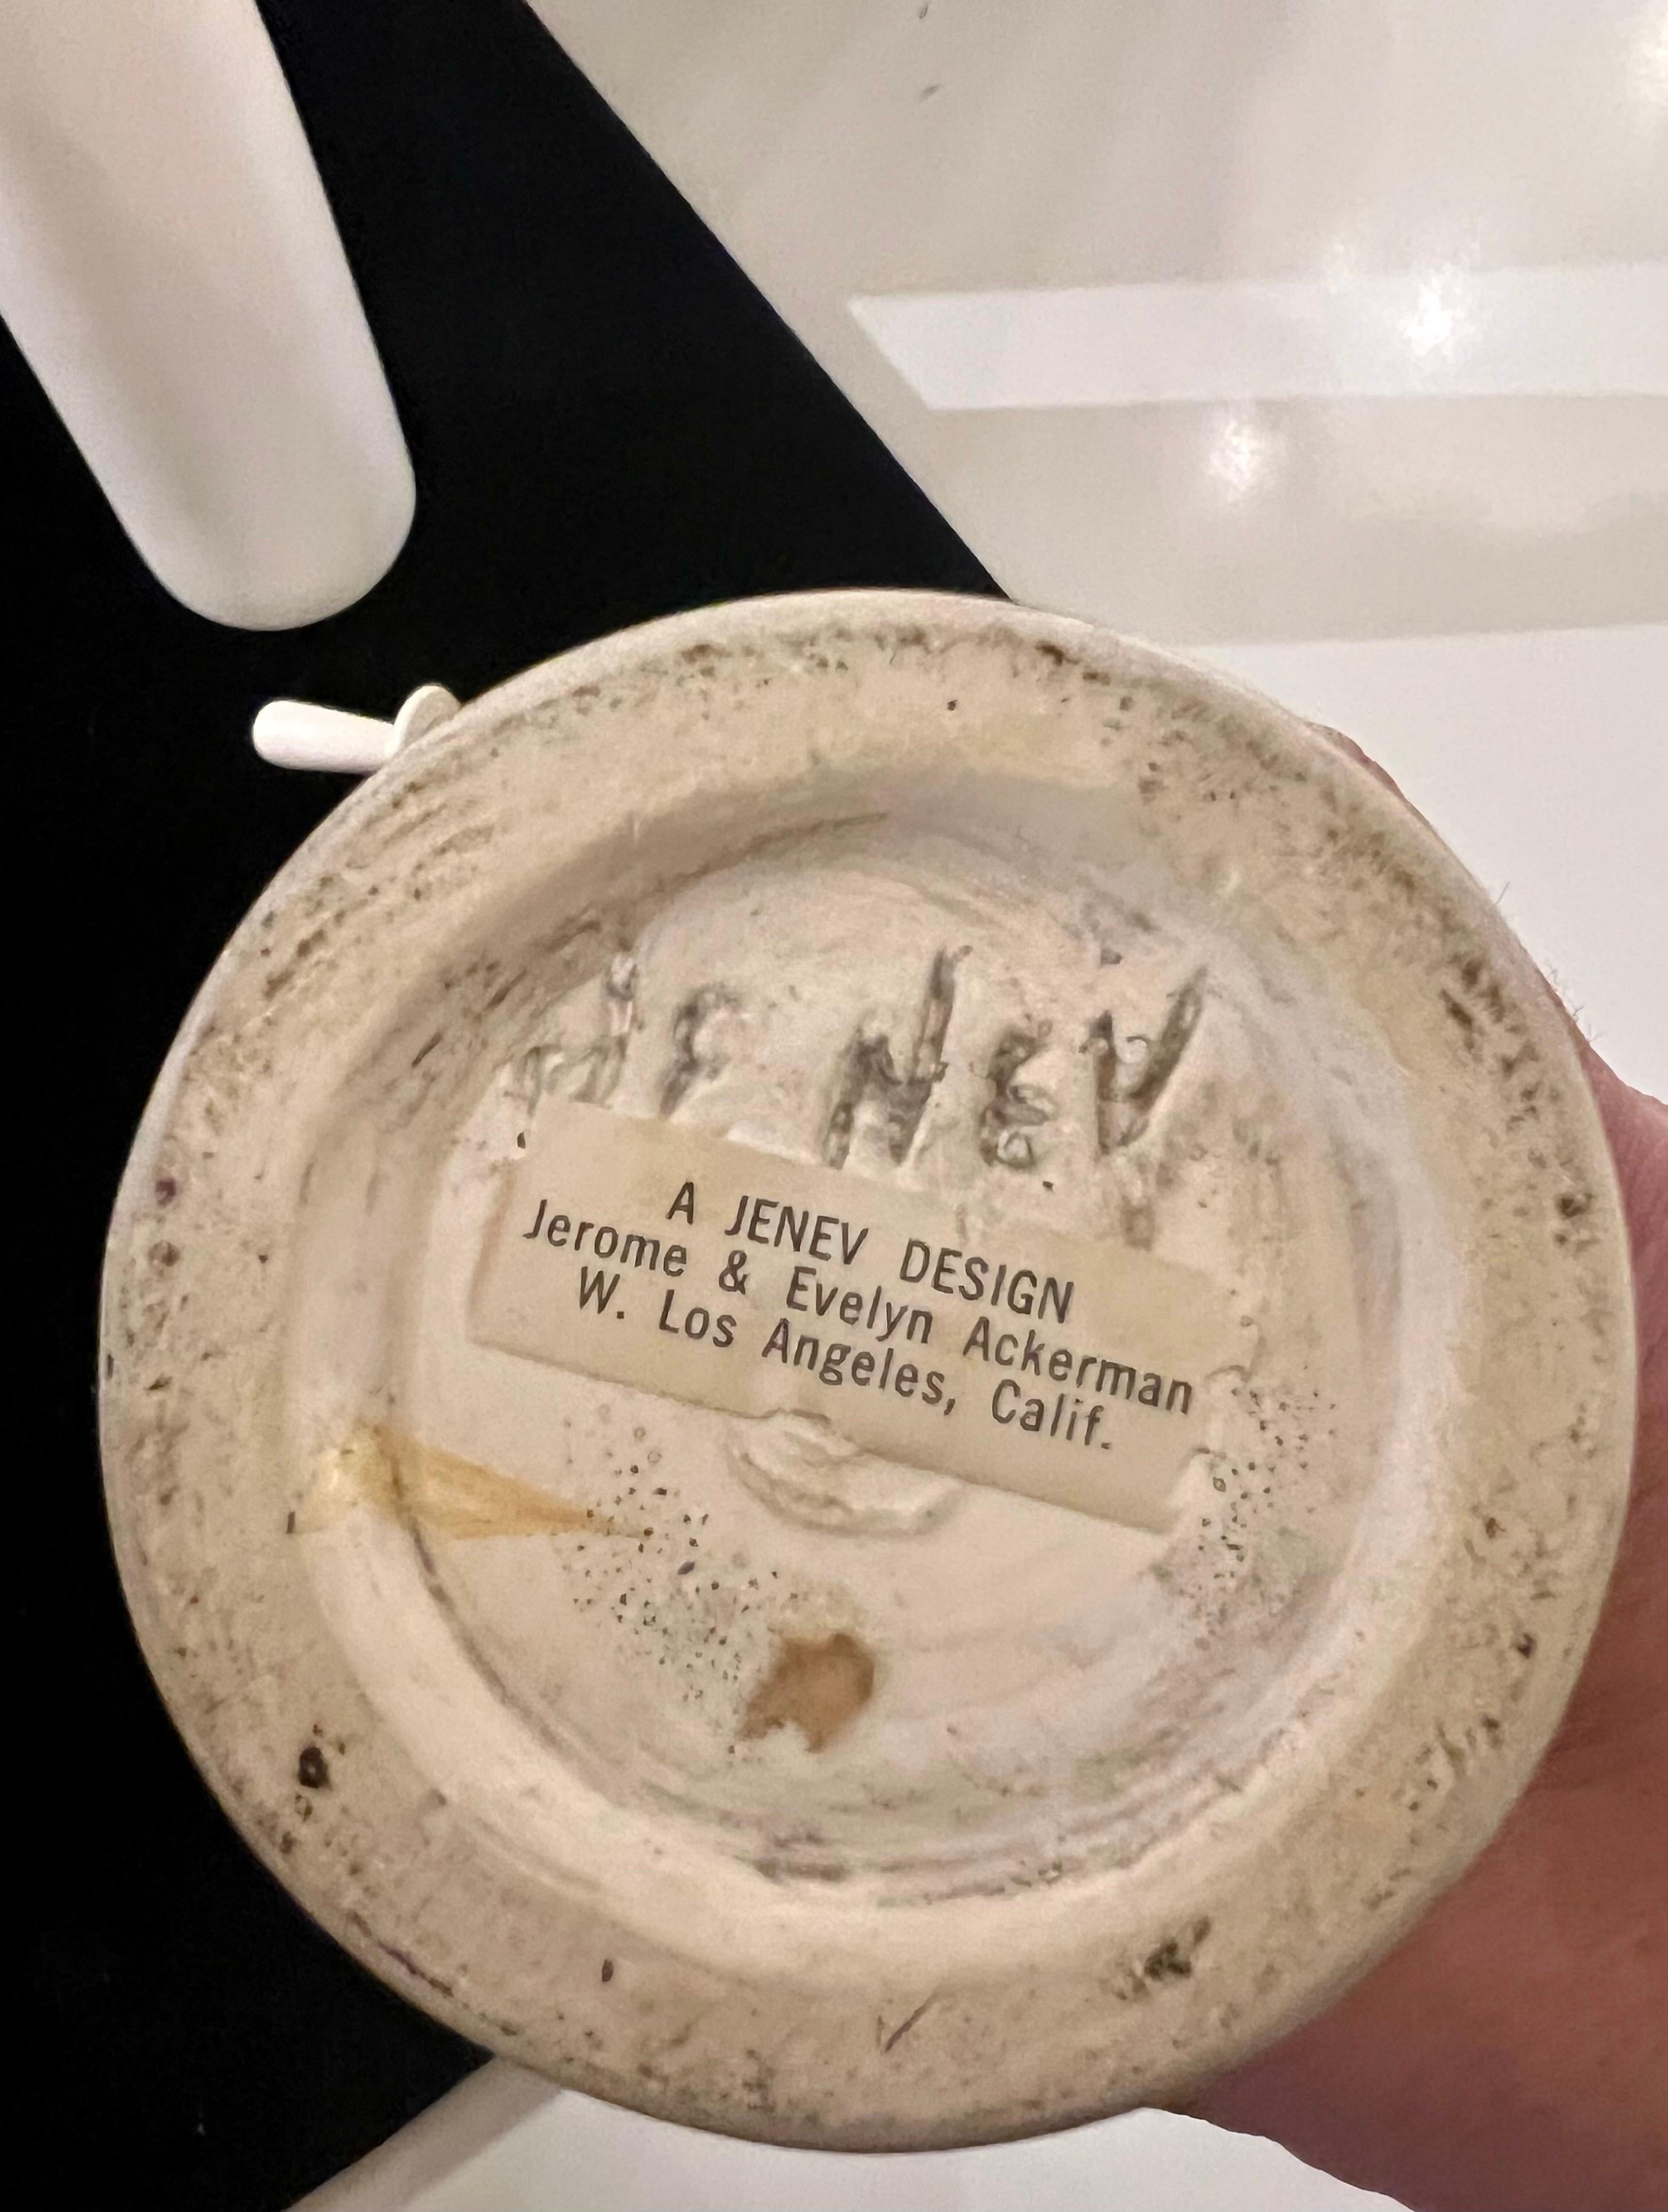 JENEV
A JENEV DESIGN
Jerome & Evelyn Ackerman
W. Los Angeles, Calif.